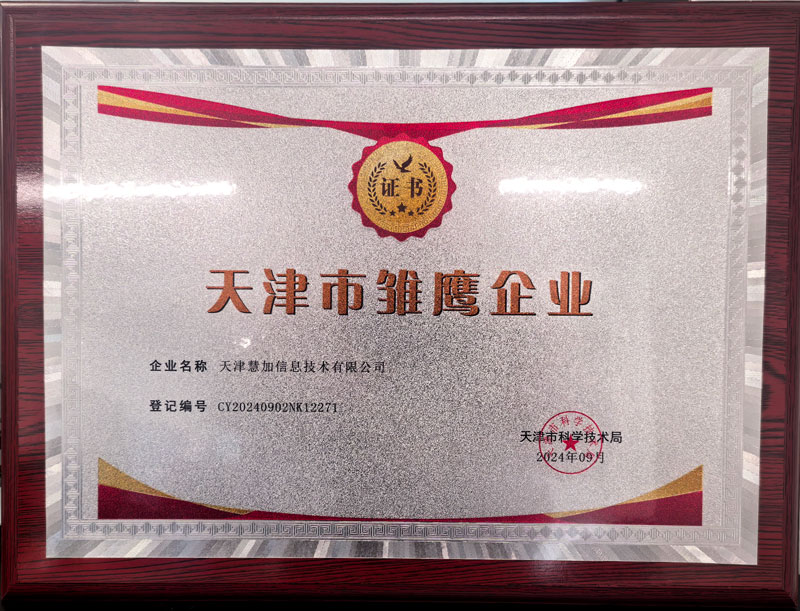 证书
天津市雏鹰企业
企业名称 天津慧加信息技术有限公司
登记编号 CY20240902NK12271
天津市科学技术局
2024年09月